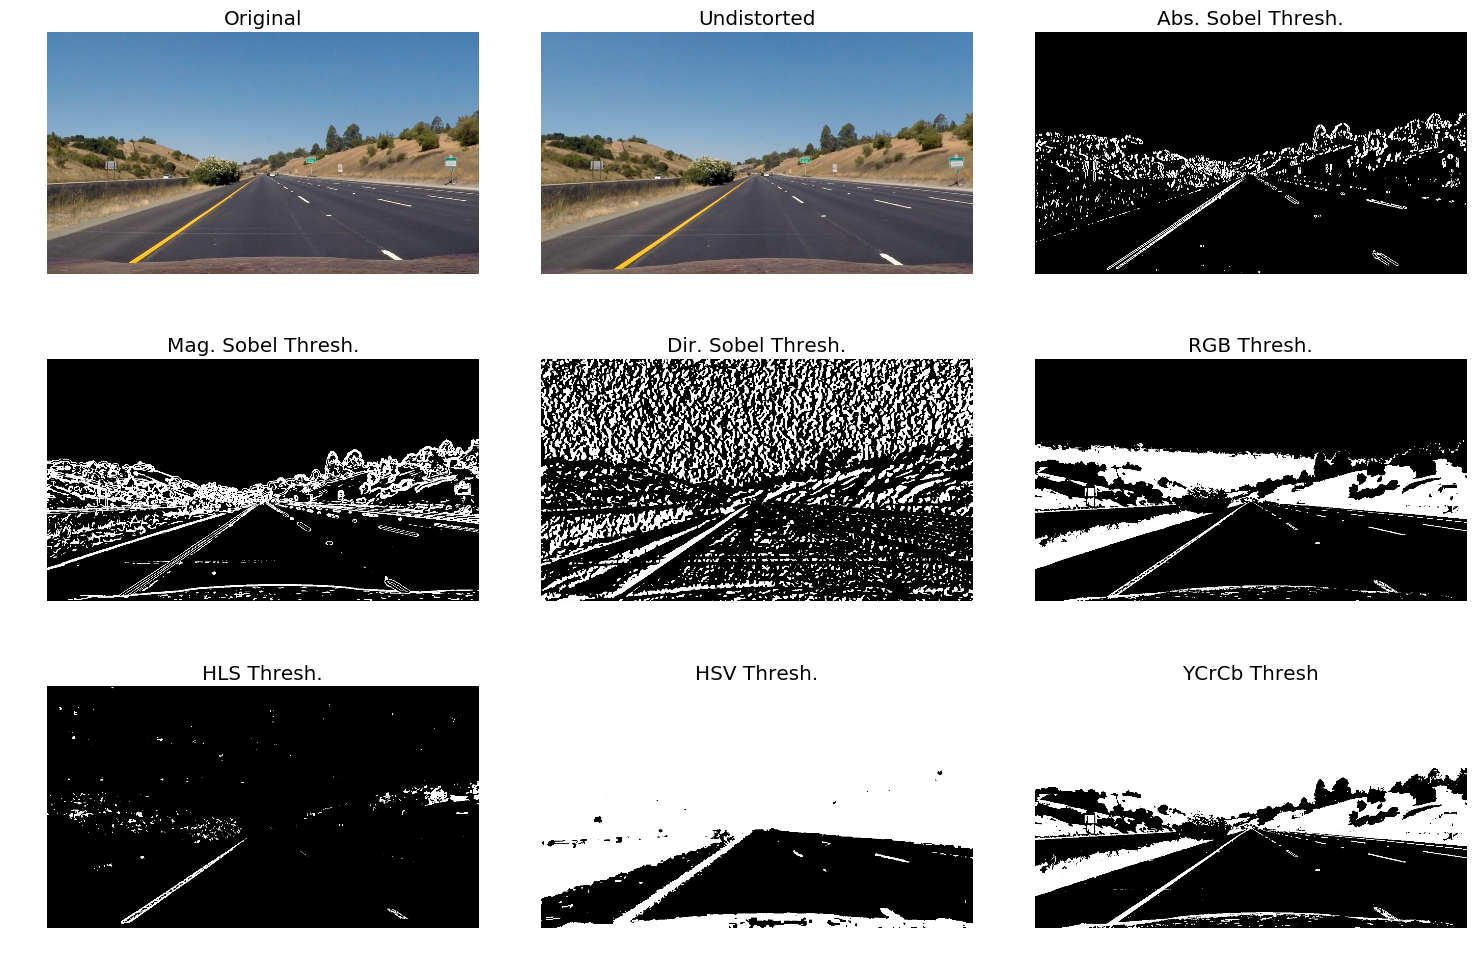 Original
Undistorted
Abs. Sobel Thresh.
Mag. Sobel Thresh.
Dir. Sobel Thresh.
RGB Thresh.
HLS Thresh.
HSV Thresh.
YCrCb Thresh